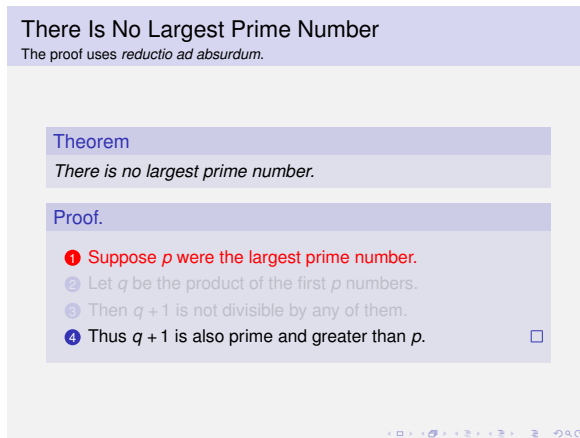 There Is No Largest Prime Number
The proof uses reductio ad absurdum.
Theorem
There is no largest prime number.
Proof.
1 Suppose p were the largest prime number.
2 Let q be the product of the first p numbers.
3 Then q + 1 is not divisible by any of them.
4 Thus q + 1 is also prime and greater than p. □